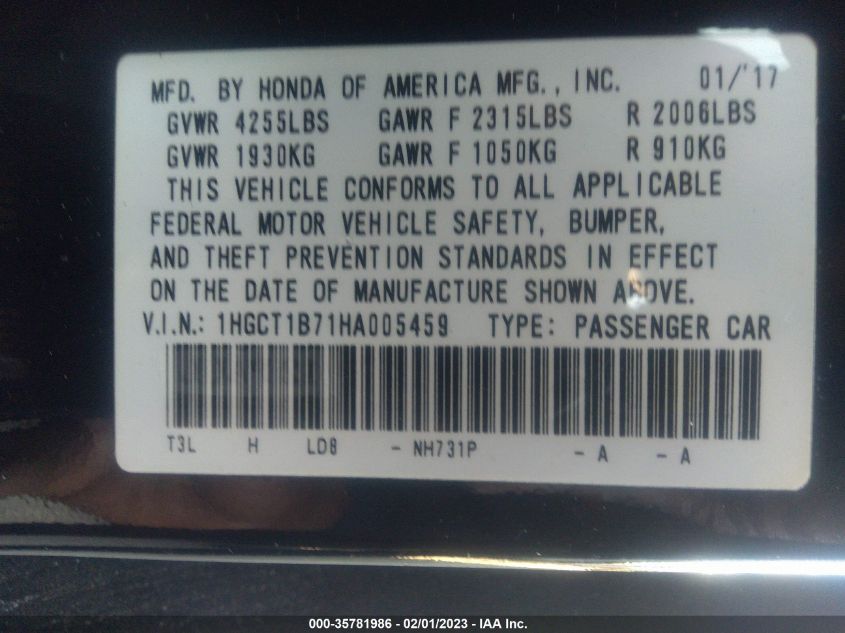 MFD. BY HONDA OF AMERICA MFG., INC. 01/'17
GVWR 4255LBS GAWR F 2315LBS R 2006LBS
GVWR 1930KG GAWR F 1050KG R 910KG
THIS VEHICLE CONFORMS TO ALL APPLICABLE
FEDERAL MOTOR VEHICLE SAFETY, BUMPER,
AND THEFT PREVENTION STANDARDS IN EFFECT
ON THE DATE OF MANUFACTURE SHOWN ABOVE.
V.I.N.: 1HGCT1B71HA005459 TYPE: PASSENGER CAR
T3L H LD8 - NH731P - A - A
000-35781986 - 02/01/2023 - IAA Inc.